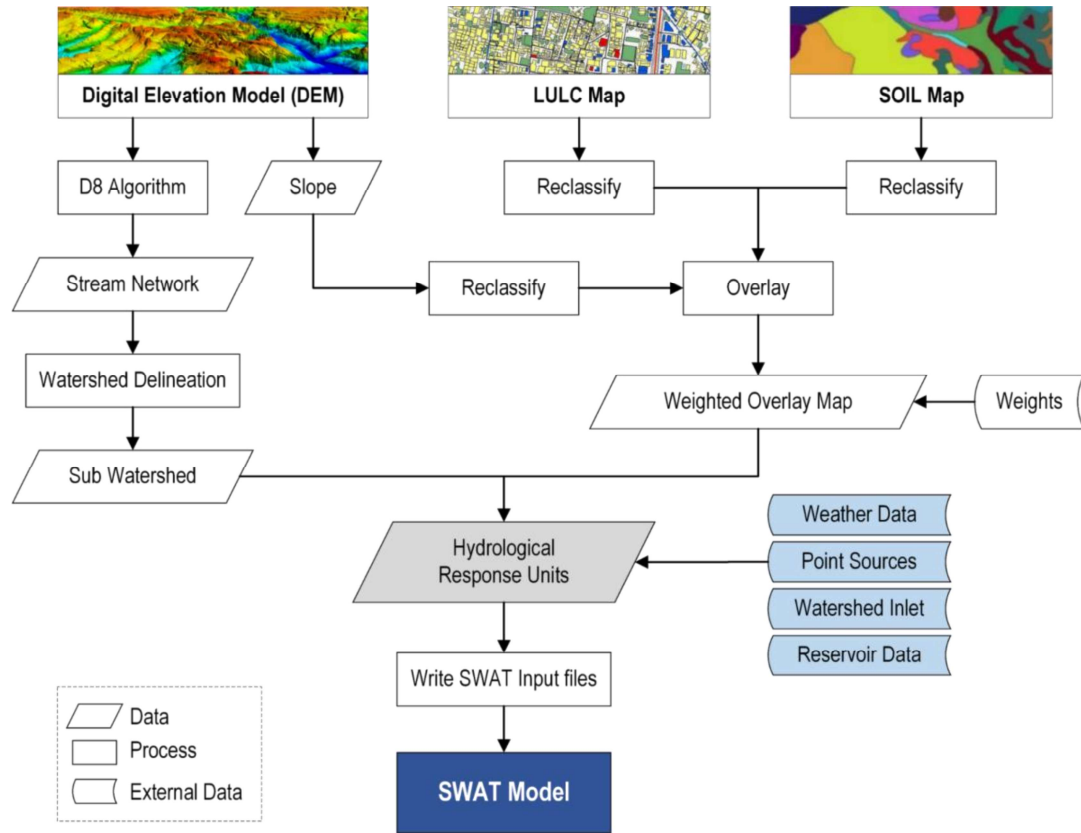 Digital Elevation Model (DEM)
LULC Map
SOIL Map
D8 Algorithm
Slope
Reclassify
Reclassify
Stream Network
Reclassify
Overlay
Watershed Delineation
Weighted Overlay Map
Weights
Sub Watershed
Weather Data
Hydrological
Response Units
Point Sources
Watershed Inlet
Reservoir Data
Write SWAT Input files
Data
Process
External Data
SWAT Model